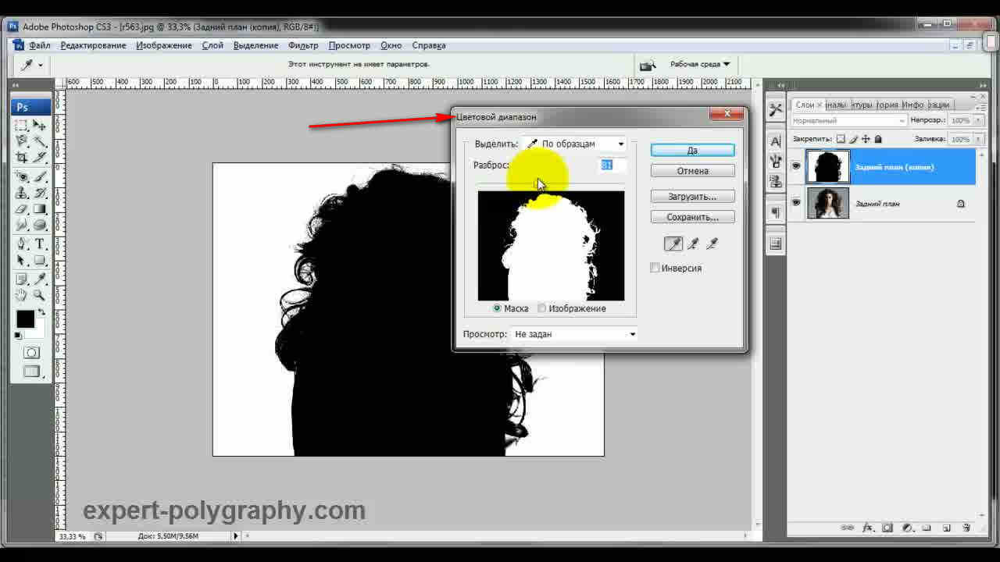 Adobe Photoshop CS3 - [r563.jpg @ 33,3% (Задний план (копия), RGB/8#)]
Файл Редактирование Изображение Слой Выделение Фильтр Просмотр Окно Справка
Этот инструмент не имеет параметров.
Рабочая среда
600 500 400 300 200 100 0 100 200 300 400 500 600 700 800 900 1000 1100 1200 1300 1400 1500 1600 1700 1800 1900 2000 2100
Ps
Цветовой диапазон
Выделить: По образцам
Разброс: 81
Да
Отмена
Загрузить...
Сохранить...
Инверсия
Маска Изображение
Просмотр: Не задан
Слои × налы нтуры тория Инфо рзации
Нормальный Непрозр.: 100%
Закрепить: Заливка: 100%
Задний план (копия)
Задний план
expert-polygraphy.com
33,33 % Док: 5,50M/9,56M